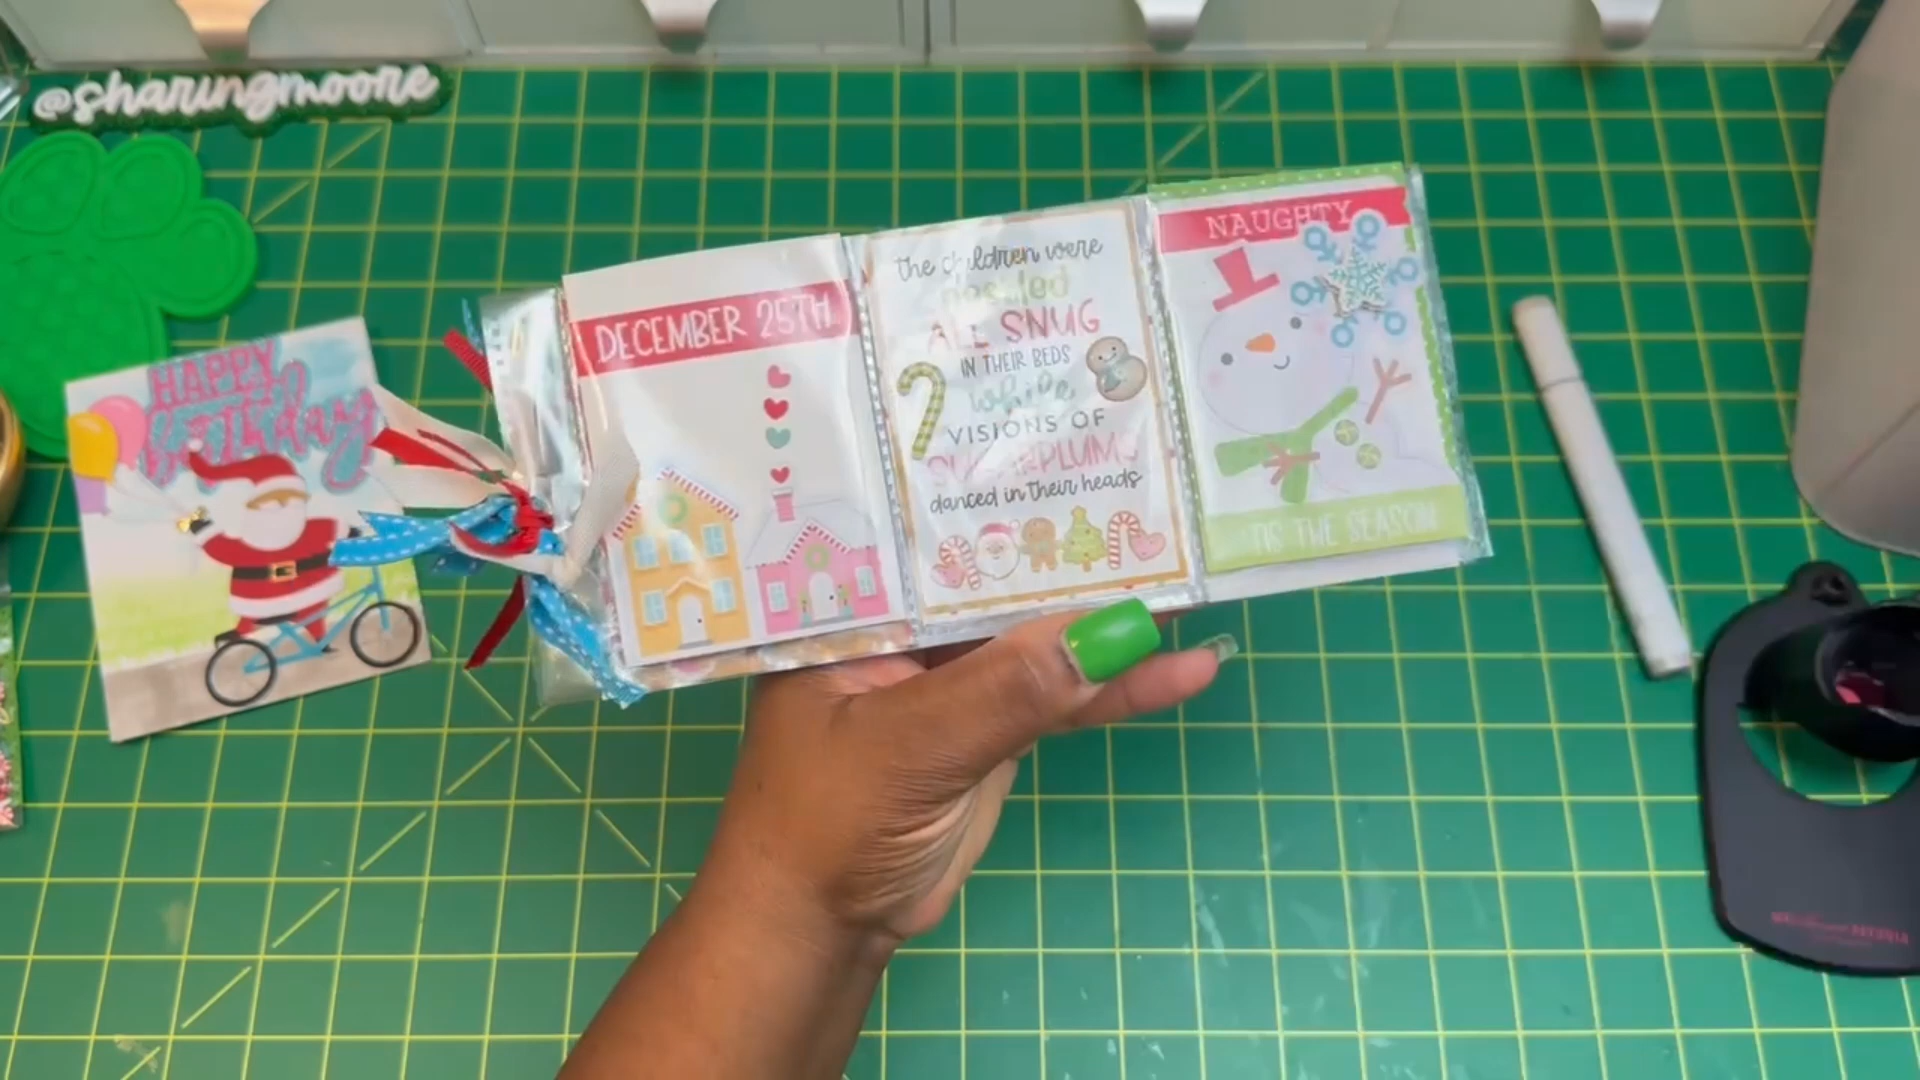 @sharingmoore
HAPPY
birthday
DECEMBER 25TH
the children were
nestled
ALL SNUG
IN THEIR BEDS
while
VISIONS OF
SUGARPLUMS
danced in their heads
NAUGHTY
'TIS THE SEASON